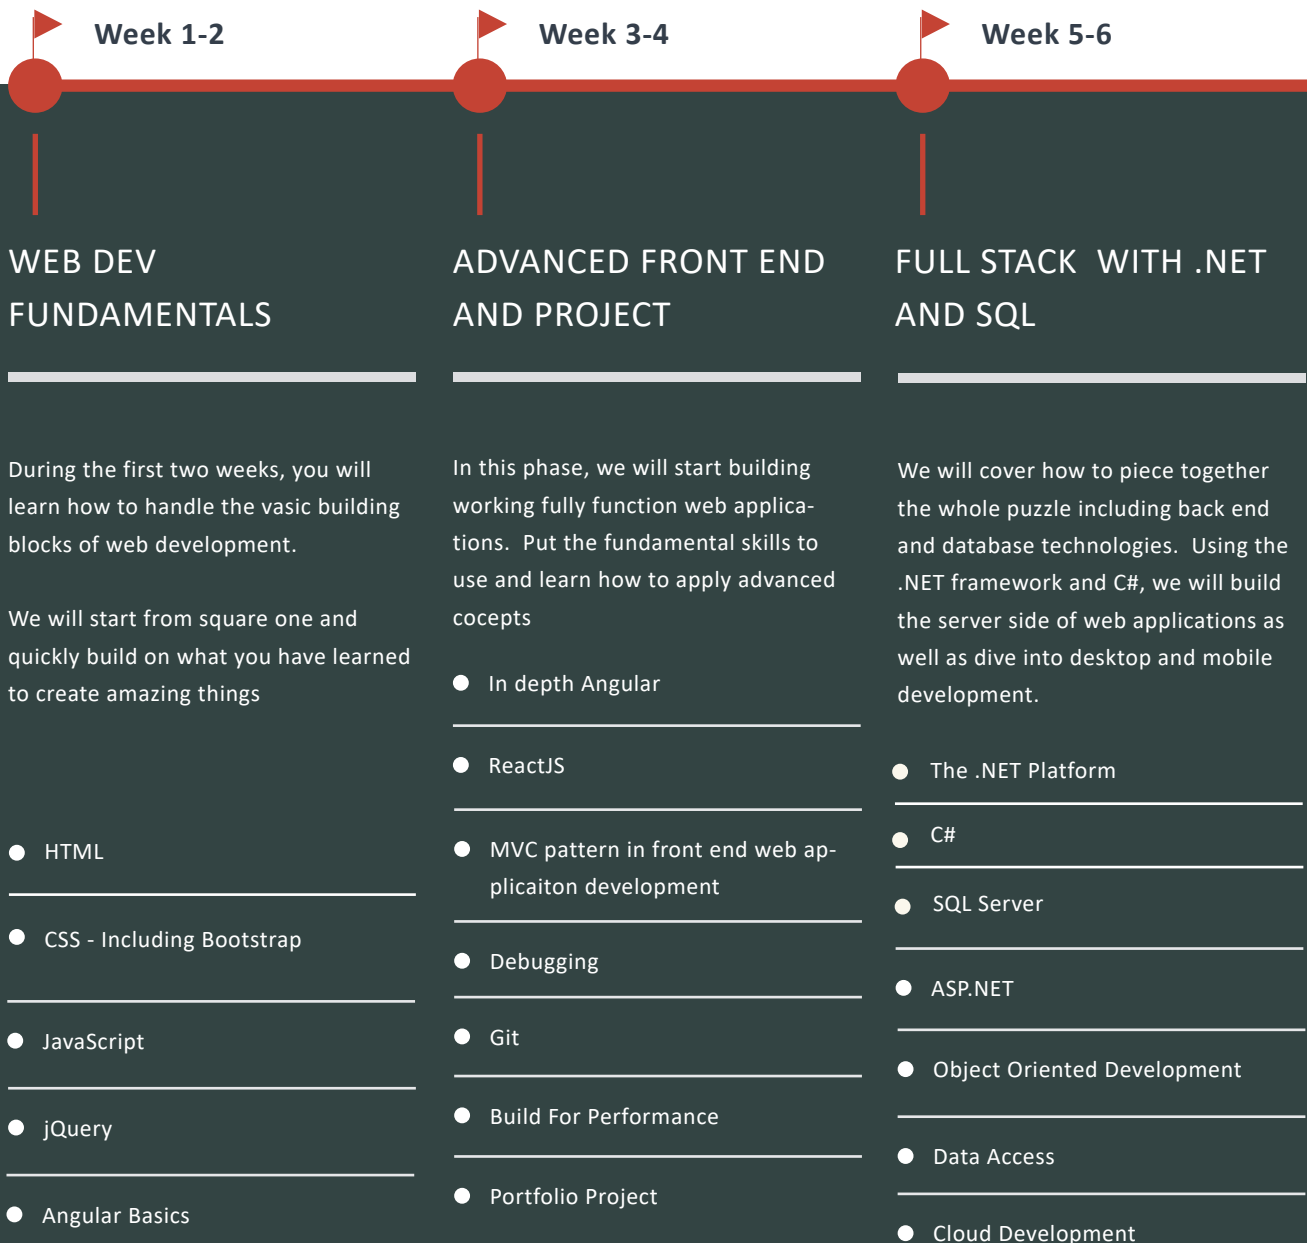 Week 1-2
WEB DEV
FUNDAMENTALS
During the first two weeks, you will
learn how to handle the vasic building
blocks of web development.
We will start from square one and
quickly build on what you have learned
to create amazing things
HTML
CSS - Including Bootstrap
JavaScript
jQuery
Angular Basics
Week 3-4
ADVANCED FRONT END
AND PROJECT
In this phase, we will start building
working fully function web applica-
tions.  Put the fundamental skills to
use and learn how to apply advanced
cocepts
In depth Angular
ReactJS
MVC pattern in front end web ap-
plicaiton development
Debugging
Git
Build For Performance
Portfolio Project
Week 5-6
FULL STACK  WITH .NET
AND SQL
We will cover how to piece together
the whole puzzle including back end
and database technologies.  Using the
.NET framework and C#, we will build
the server side of web applications as
well as dive into desktop and mobile
development.
The .NET Platform
C#
SQL Server
ASP.NET
Object Oriented Development
Data Access
Cloud Development